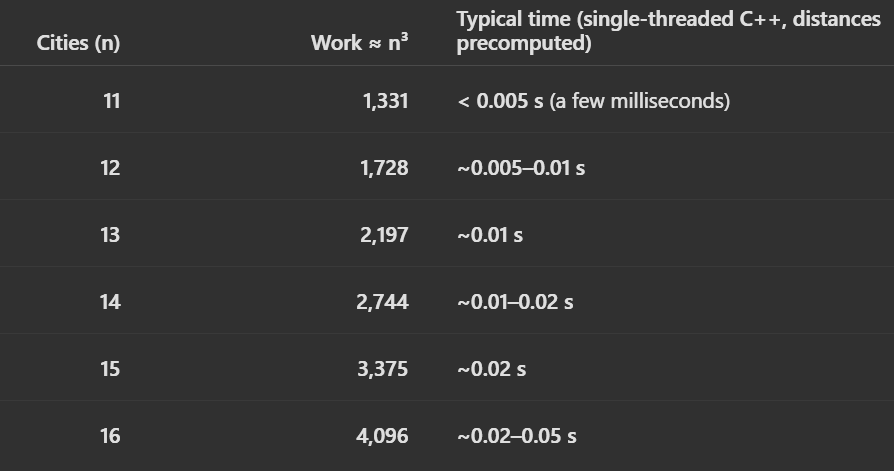 Cities (n) Work ≈ n³ Typical time (single-threaded C++, distances
precomputed)
11 1,331 < 0.005 s (a few milliseconds)
12 1,728 ~0.005–0.01 s
13 2,197 ~0.01 s
14 2,744 ~0.01–0.02 s
15 3,375 ~0.02 s
16 4,096 ~0.02–0.05 s